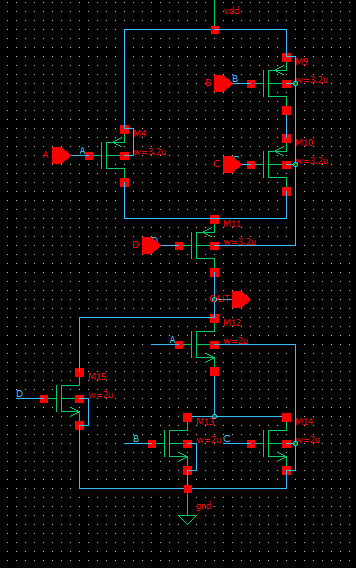 vdd
M9
B B
w=3.2u
M4
A A
w=3.2u
M10
C
w=3.2u
M11
D D
w=3.2u
OUT
M12
A
w=2u
M15
D
w=2u
M13
M14
B
w=2u
C
w=2u
gnd